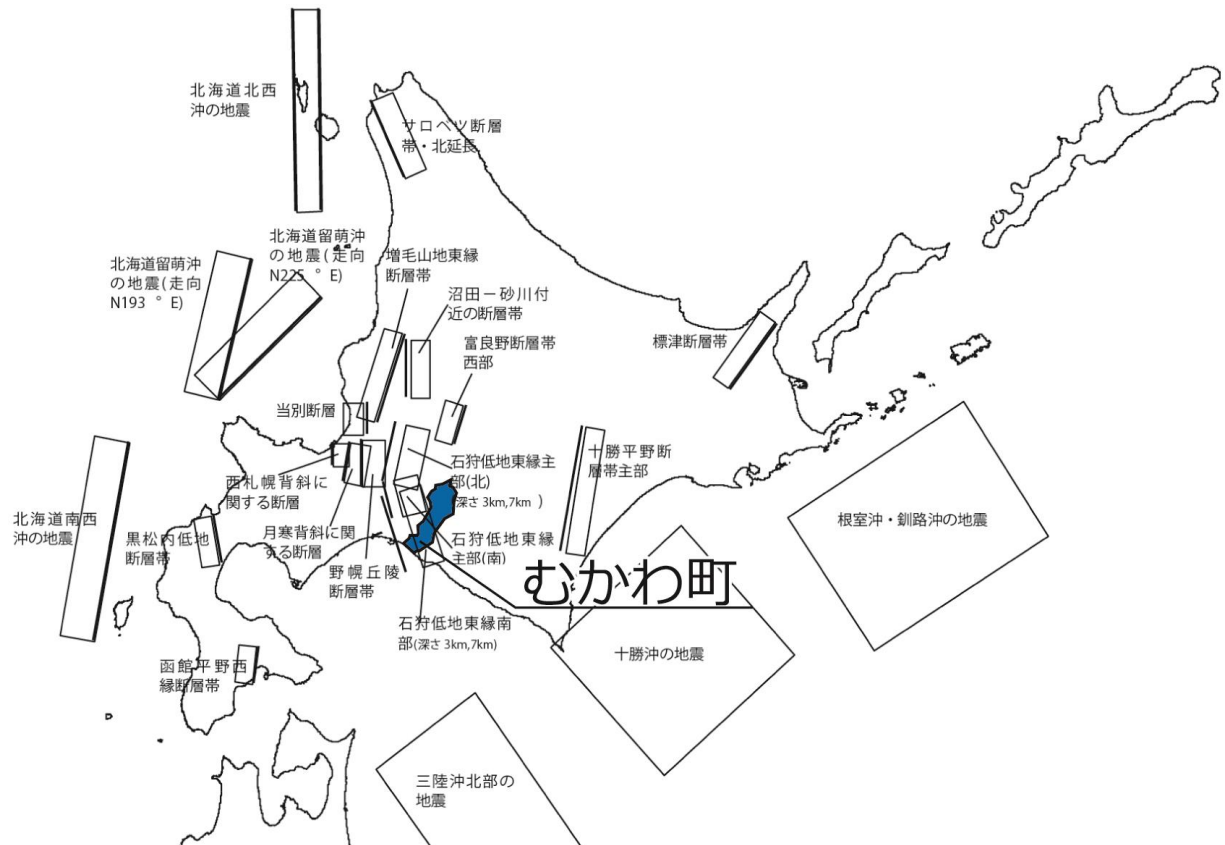 北海道北西
沖の地震
サロベツ断層
帯・北延長
北海道留萌沖
の地震(走向
N193 °E)
北海道留萌沖
の地震(走向
N225 °E)
増毛山地東縁
断層帯
沼田－砂川付
近の断層帯
富良野断層帯
西部
標津断層帯
当別断層
西札幌背斜に
関する断層
月寒背斜に関
する断層
野幌丘陵
断層帯
石狩低地東縁主
部(北)
(深さ 3km,7km )
石狩低地東縁
主部(南)
石狩低地東縁南
部(深さ 3km,7km)
十勝平野断
層帯主部
根室沖・釧路沖の地震
北海道南西
沖の地震
黒松内低地
断層帯
むかわ町
十勝沖の地震
函館平野西
縁断層帯
三陸沖北部の
地震